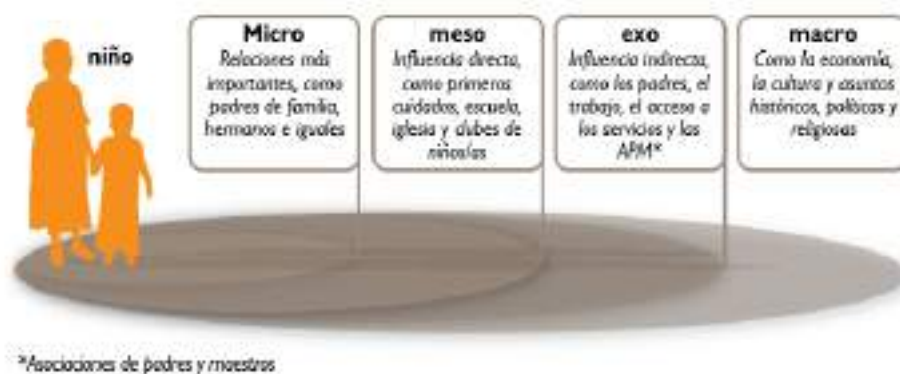 niño
Micro
Relaciones más
importantes, como
padres de familia,
hermanos e iguales
meso
Influencia directa,
como primeros
cuidados, escuela,
iglesia y clubes de
niños/as
exo
Influencia indirecta,
como los padres, el
trabajo, el acceso a
los servicios y las
APM*
macro
Como la economía,
la cultura y asuntos
históricos, políticas y
religiosas
*Asociaciones de padres y maestros